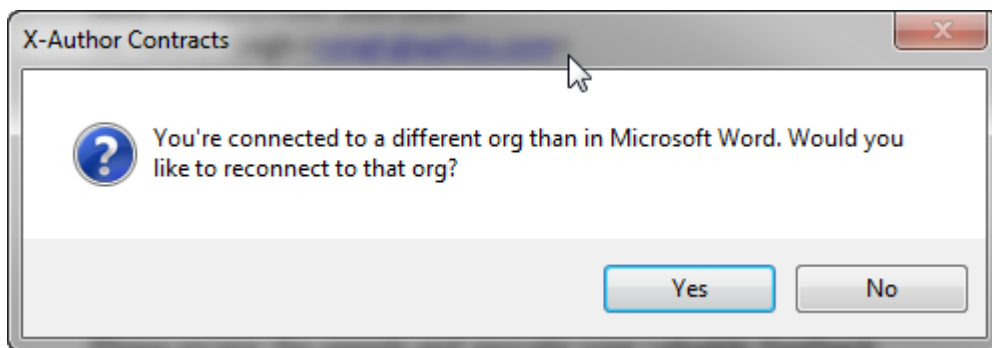 X-Author Contracts
You're connected to a different org than in Microsoft Word. Would you
like to reconnect to that org?
Yes
No